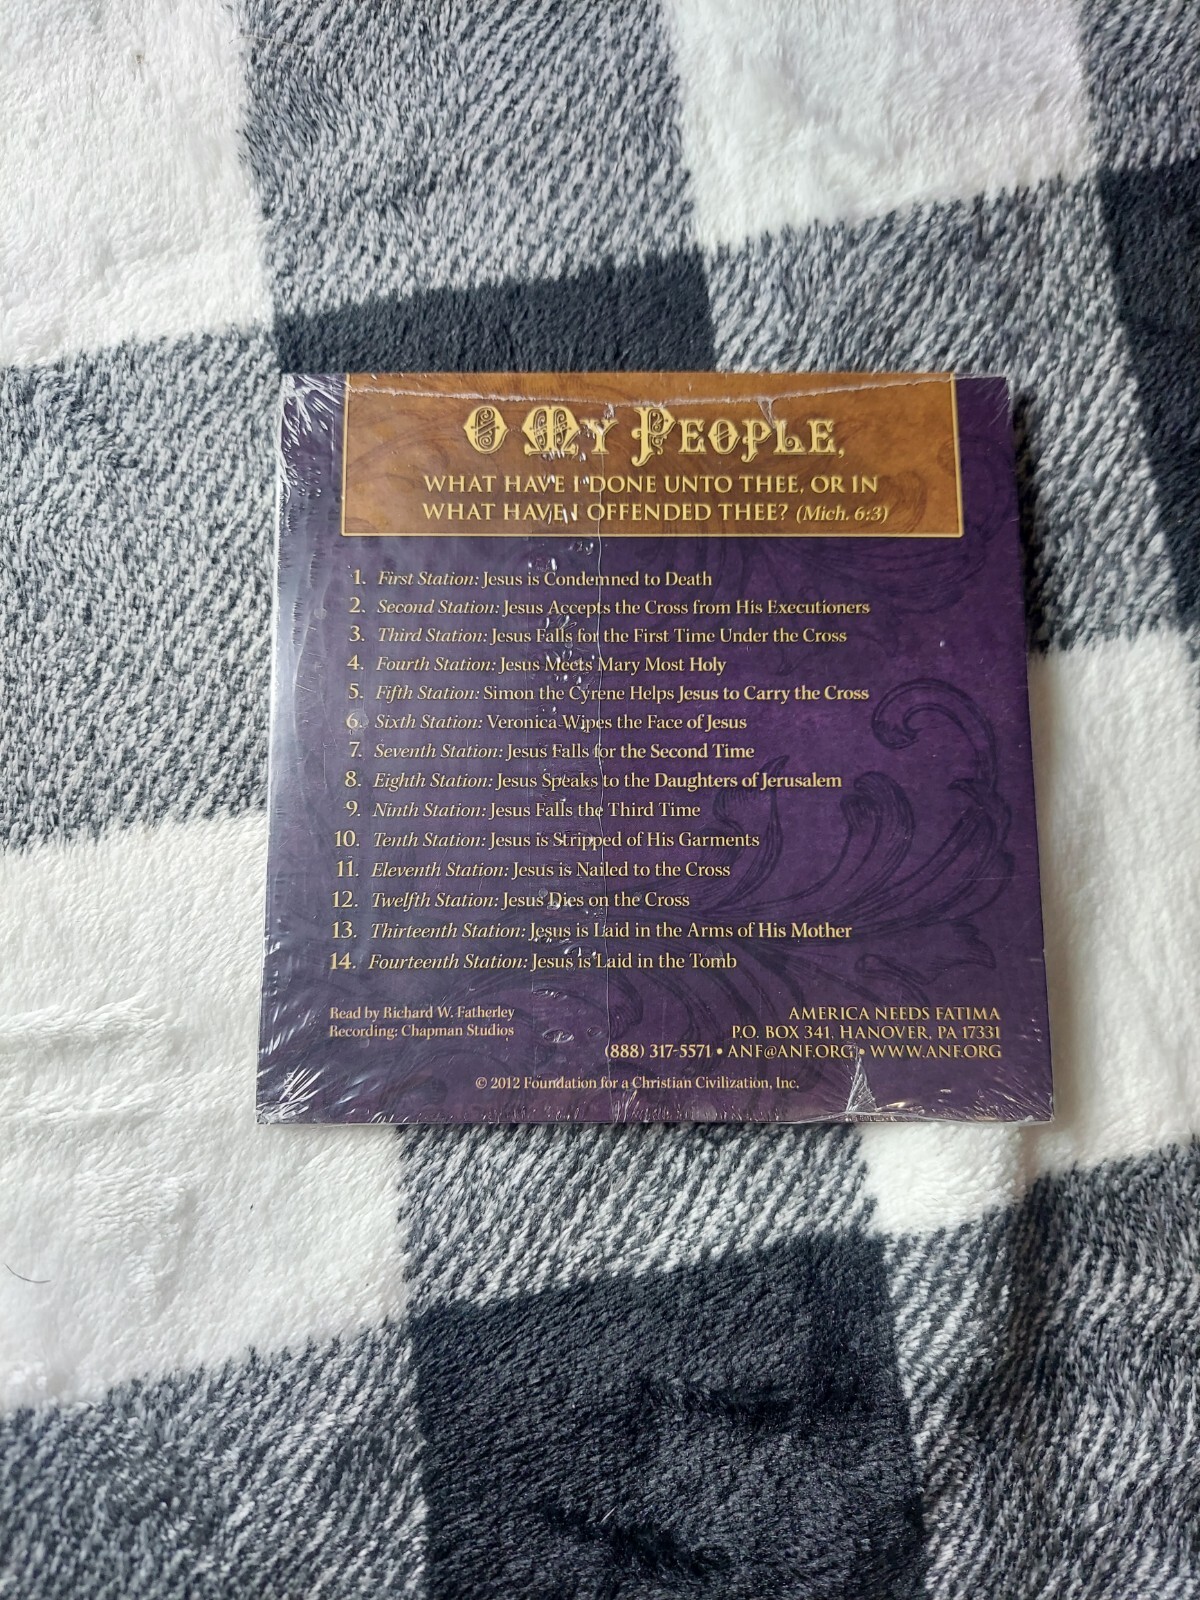 O MY PEOPLE,
WHAT HAVE I DONE UNTO THEE, OR IN
WHAT HAVE I OFFENDED THEE? (Mich. 6:3)
1. First Station: Jesus is Condemned to Death
2. Second Station: Jesus Accepts the Cross from His Executioners
3. Third Station: Jesus Falls for the First Time Under the Cross
4. Fourth Station: Jesus Meets Mary Most Holy
5. Fifth Station: Simon the Cyrene Helps Jesus to Carry the Cross
6. Sixth Station: Veronica Wipes the Face of Jesus
7. Seventh Station: Jesus Falls for the Second Time
8. Eighth Station: Jesus Speaks to the Daughters of Jerusalem
9. Ninth Station: Jesus Falls the Third Time
10. Tenth Station: Jesus is Stripped of His Garments
11. Eleventh Station: Jesus is Nailed to the Cross
12. Twelfth Station: Jesus Dies on the Cross
13. Thirteenth Station: Jesus is Laid in the Arms of His Mother
14. Fourteenth Station: Jesus is Laid in the Tomb
Read by Richard W. Fatherley
Recording: Chapman Studios
AMERICA NEEDS FATIMA
P.O. BOX 341, HANOVER, PA 17331
(888) 317-5571 • ANF@ANF.ORG • WWW.ANF.ORG
© 2012 Foundation for a Christian Civilization, Inc.